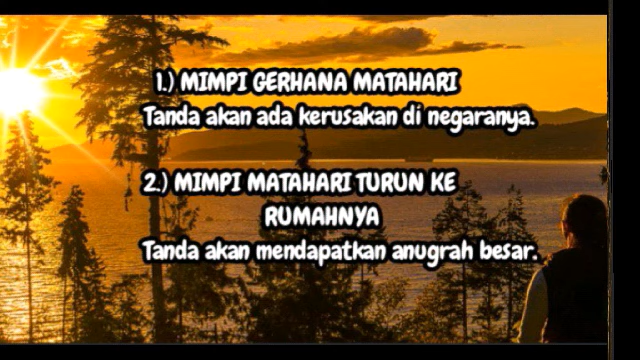 1.) MIMPI GERHANA MATAHARI
Tanda akan ada kerusakan di negaranya.
2.) MIMPI MATAHARI TURUN KE
RUMAHNYA
Tanda akan mendapatkan anugrah besar.